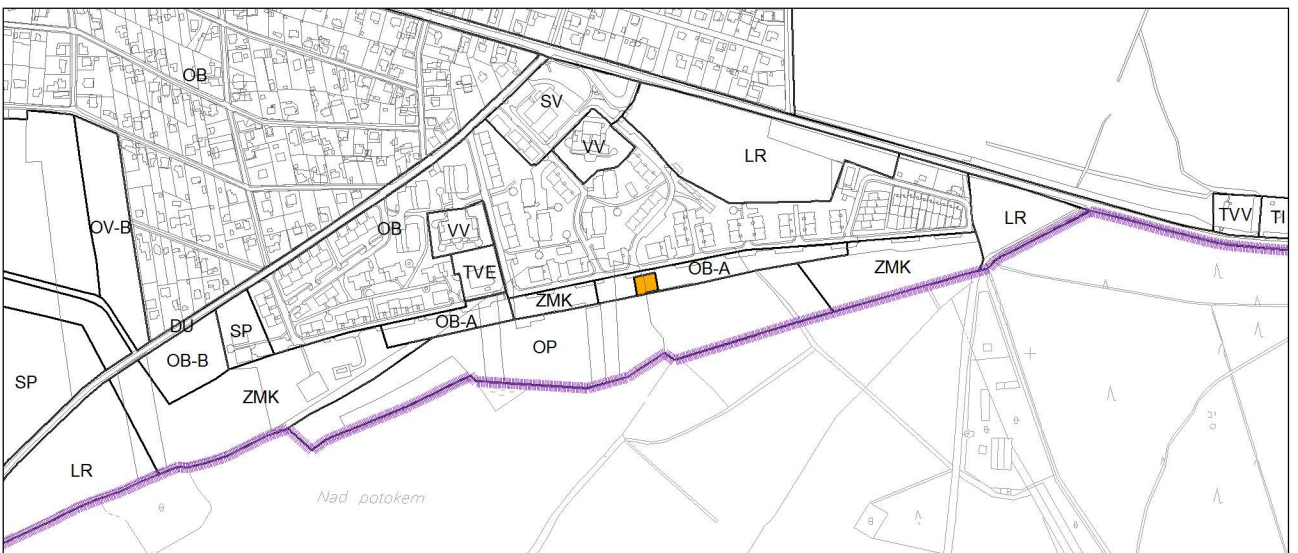 OB
SV
VV
LR
OV-B
OB
VV
LR
TVV
TI
TVE
OB-A
ZMK
ZMK
DU
SP
OB-A
OP
OB-B
SP
ZMK
LR
Nad potokem